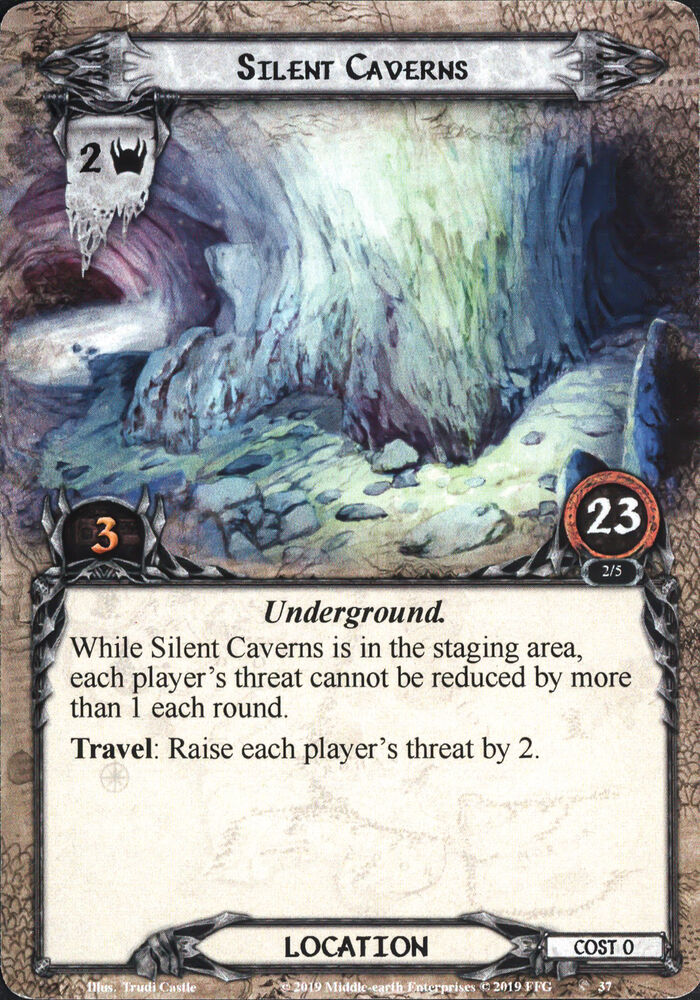 SILENT CAVERNS
2
3
23
2/5
Underground.
While Silent Caverns is in the staging area,
each player's threat cannot be reduced by more
than 1 each round.
Travel: Raise each player's threat by 2.
LOCATION
COST 0
Illus. Trudi Castle © 2019 Middle-earth Enterprises © 2019 FFG 37